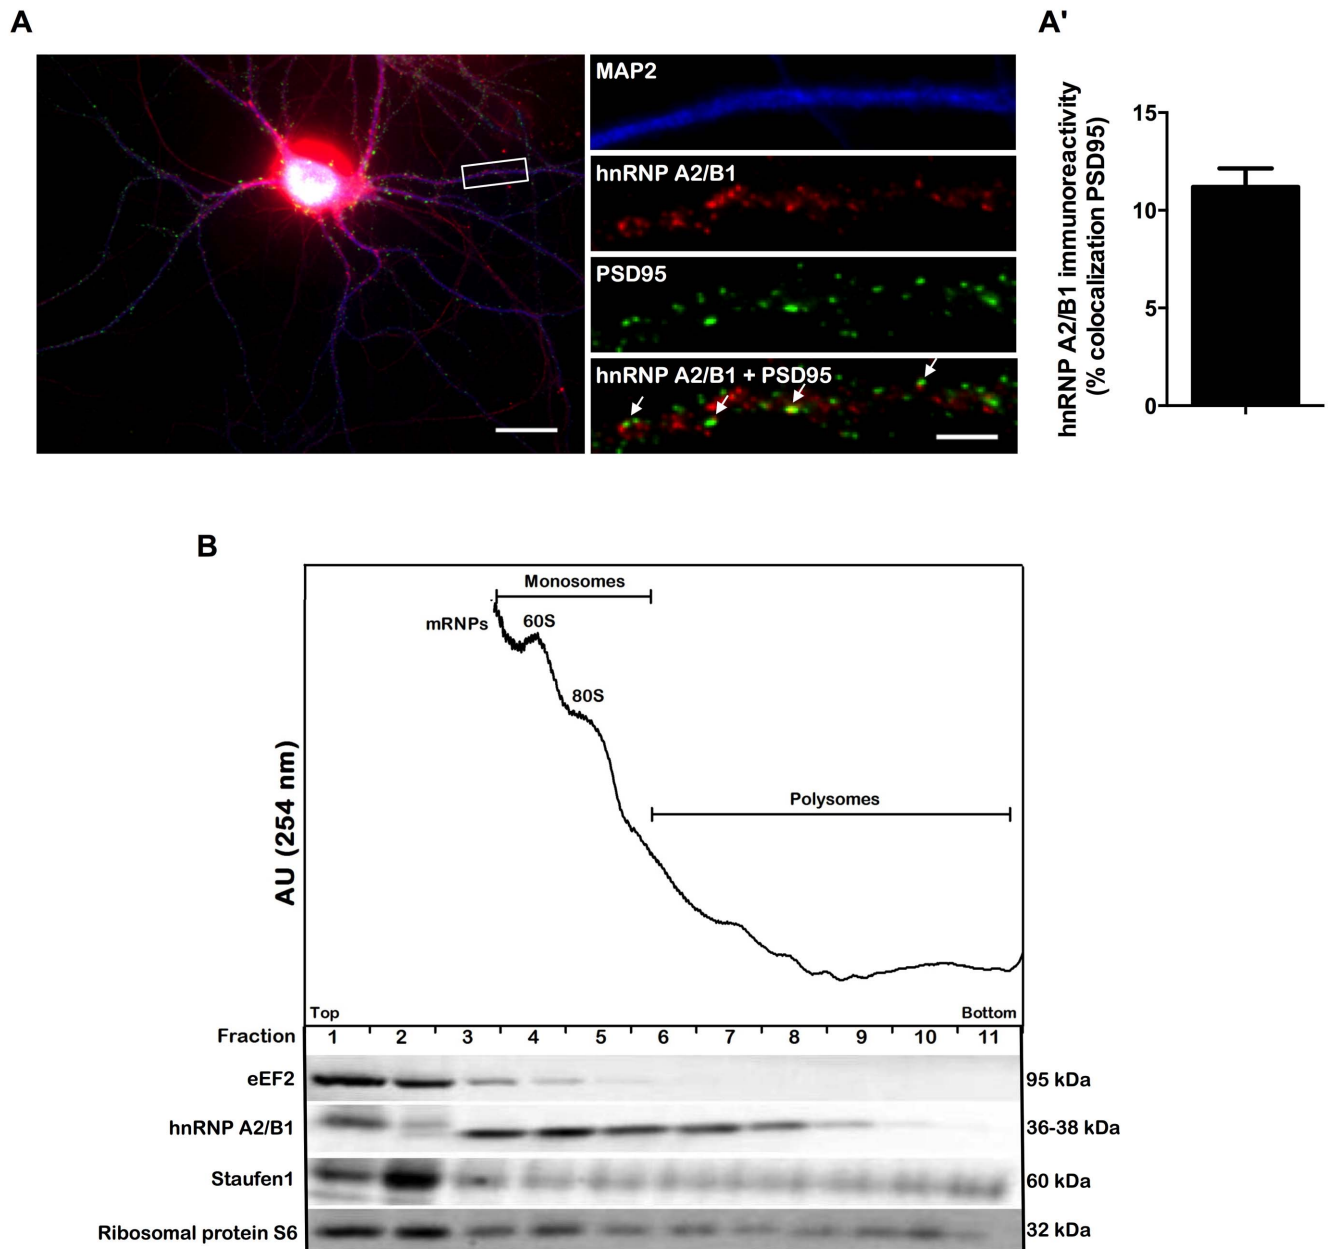 A
A'
MAP2
hnRNP A2/B1
PSD95
hnRNP A2/B1 + PSD95
hnRNP A2/B1 immunoreactivity
(% colocalization PSD95)
15
10
5
0
B
Monosomes
mRNPs
60S
80S
Polysomes
AU (254 nm)
Top
Bottom
Fraction 1 2 3 4 5 6 7 8 9 10 11
eEF2 95 kDa
hnRNP A2/B1 36-38 kDa
Staufen1 60 kDa
Ribosomal protein S6 32 kDa